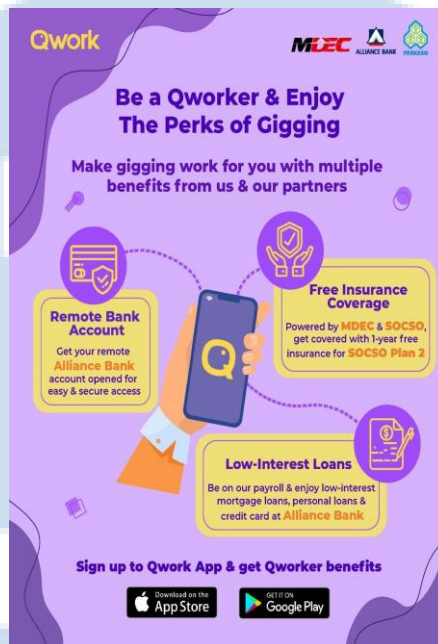 Qwork
MDEC
ALLIANCE BANK
PERKESO
Be a Qworker & Enjoy
The Perks of Gigging
Make gigging work for you with multiple
benefits from us & our partners
Remote Bank
Account
Get your remote
Alliance Bank
account opened for
easy & secure access
Free Insurance
Coverage
Powered by MDEC & SOCSO,
get covered with 1-year free
insurance for SOCSO Plan 2
Q
Low-Interest Loans
Be on our payroll & enjoy low-interest
mortgage loans, personal loans &
credit card at Alliance Bank
Sign up to Qwork App & get Qworker benefits
Download on the
App Store
GET IT ON
Google Play